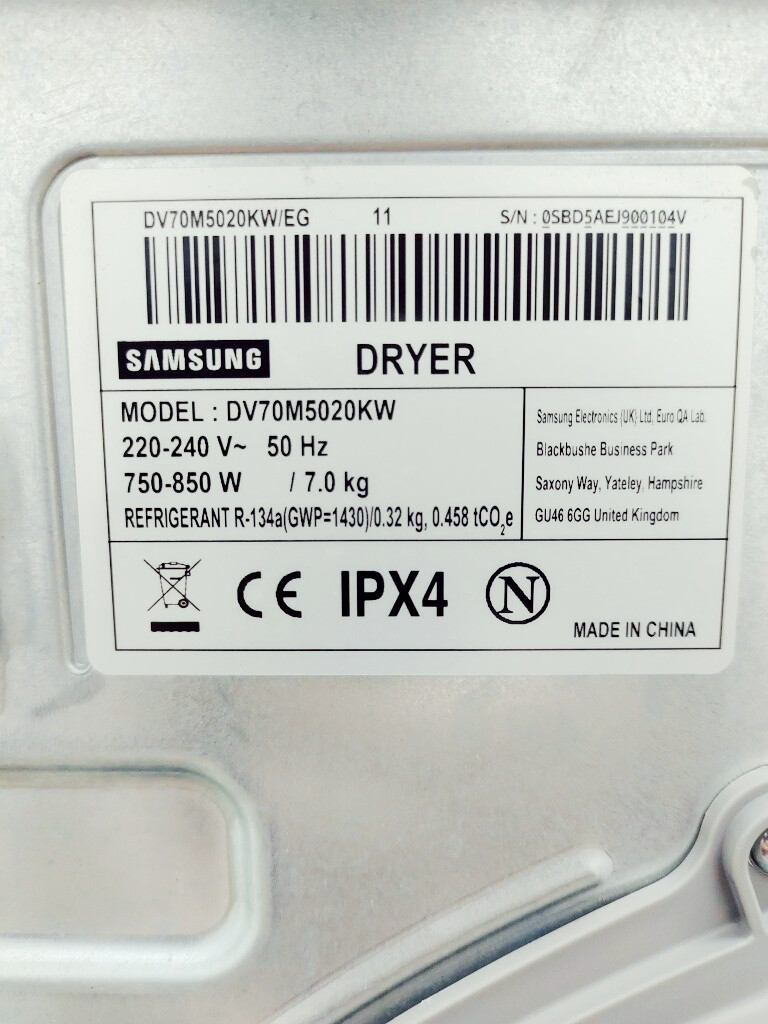 DV70M5020KW/EG 11 S/N : 0SBD5AEJ900104V
SAMSUNG DRYER
MODEL : DV70M5020KW
220-240 V~ 50 Hz
750-850 W / 7.0 kg
REFRIGERANT R-134a(GWP=1430)/0.32 kg, 0.458 tCO₂e
Samsung Electronics (UK) Ltd, Euro QA Lab.
Blackbushe Business Park
Saxony Way, Yateley, Hampshire
GU46 6GG United Kingdom
CE IPX4 N
MADE IN CHINA